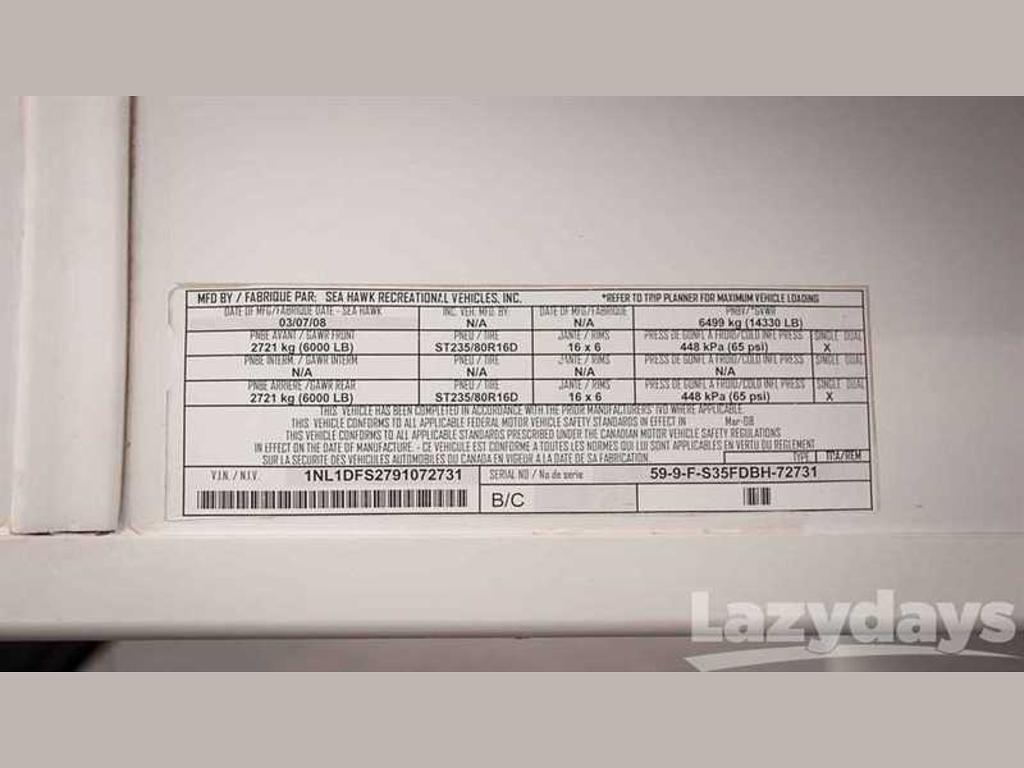 MFD BY / FABRIQUE PAR: SEA HAWK RECREATIONAL VEHICLES, INC. *REFER TO TRIP PLANNER FOR MAXIMUM VEHICLE LOADING
DATE OF MFG/FABRIQUE DATE - SEA HAWK INC. VEH. MFG. BY: DATE OF MFG/FABRIQUE PNBV/*GVWR
03/07/08 N/A N/A 6499 kg (14330 LB)
PNBE AVANT / GAWR FRONT PNEU / TIRE JANTE / RIMS PRESS DE GONFL A FROID/COLD INFL PRESS SINGLE DUAL
2721 kg (6000 LB) ST235/80R16D 16 x 6 448 kPa (65 psi) X
PNBE INTERM. / GAWR INTERM PNEU / TIRE JANTE / RIMS PRESS DE GONFL A FROID/COLD INFL PRESS SINGLE DUAL
N/A N/A N/A N/A
PNBE ARRIERE / GAWR REAR PNEU / TIRE JANTE / RIMS PRESS DE GONFL A FROID/COLD INFL PRESS SINGLE DUAL
2721 kg (6000 LB) ST235/80R16D 16 x 6 448 kPa (65 psi) X
THIS VEHICLE HAS BEEN COMPLETED IN ACCORDANCE WITH THE PRIOR MANUFACTURERS' IVD WHERE APPLICABLE.
THIS VEHICLE CONFORMS TO ALL APPLICABLE FEDERAL MOTOR VEHICLE SAFETY STANDARDS IN EFFECT IN Mar-08
THIS VEHICLE CONFORMS TO ALL APPLICABLE STANDARDS PRESCRIBED UNDER THE CANADIAN MOTOR VEHICLE SAFETY REGULATIONS
IN EFFECT ON THE DATE OF MANUFACTURE - CE VEHICULE EST CONFORME A TOUTES LES NORMES QUI LUI SONT APPLICABLES EN VERTU DU REGLEMENT
SUR LA SECURITE DES VEHICULES AUTOMOBILES DU CANADA EN VIGUEUR A LA DATE DE SA FABRICATION. TYPE TRA/REM
V.I.N. / N.I.V. 1NL1DFS2791072731 SERIAL NO / No de serie 59-9-F-S35FDBH-72731
B/C
Lazydays